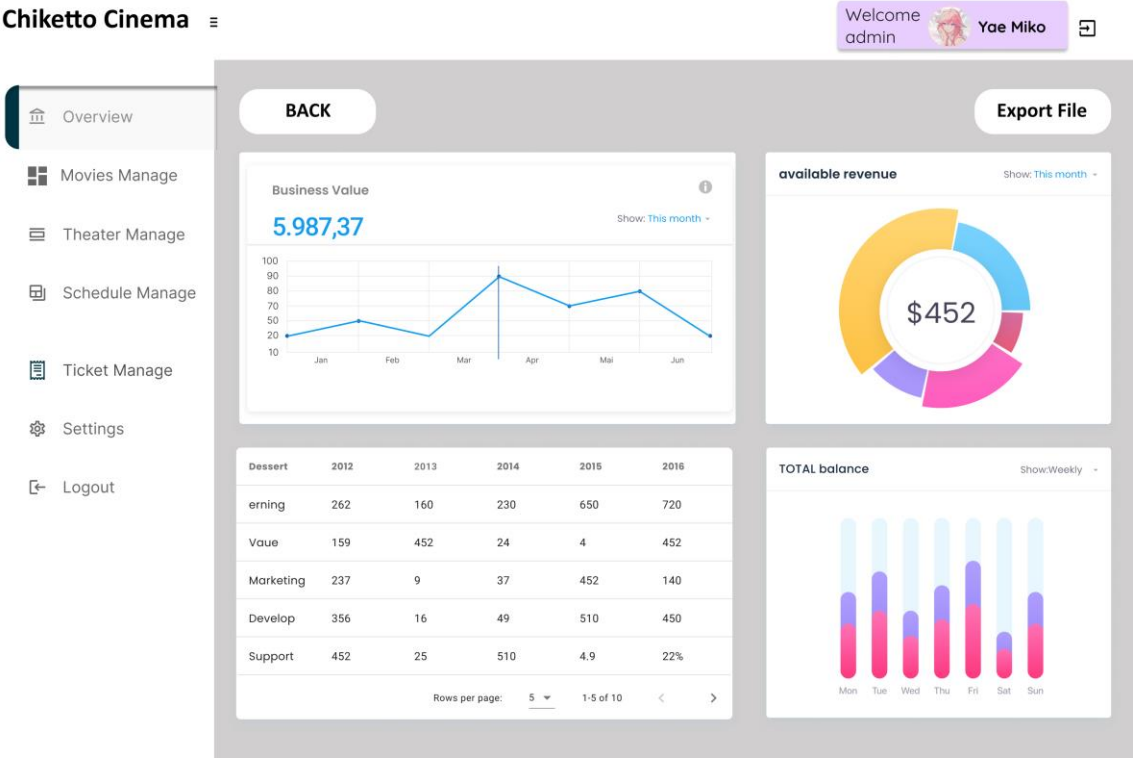 Chiketto Cinema
Welcome admin
Yae Miko
Overview
Movies Manage
Theater Manage
Schedule Manage
Ticket Manage
Settings
Logout
BACK
Export File
Business Value
5.987,37
Show: This month
100
90
80
70
50
20
10
Jan Feb Mar Apr Mai Jun
available revenue
Show: This month
$452
Dessert 2012 2013 2014 2015 2016
erning 262 160 230 650 720
Vaue 159 452 24 4 452
Marketing 237 9 37 452 140
Develop 356 16 49 510 450
Support 452 25 510 4.9 22%
Rows per page: 5 1-5 of 10
TOTAL balance
Show:Weekly
Mon Tue Wed Thu Fri Sat Sun